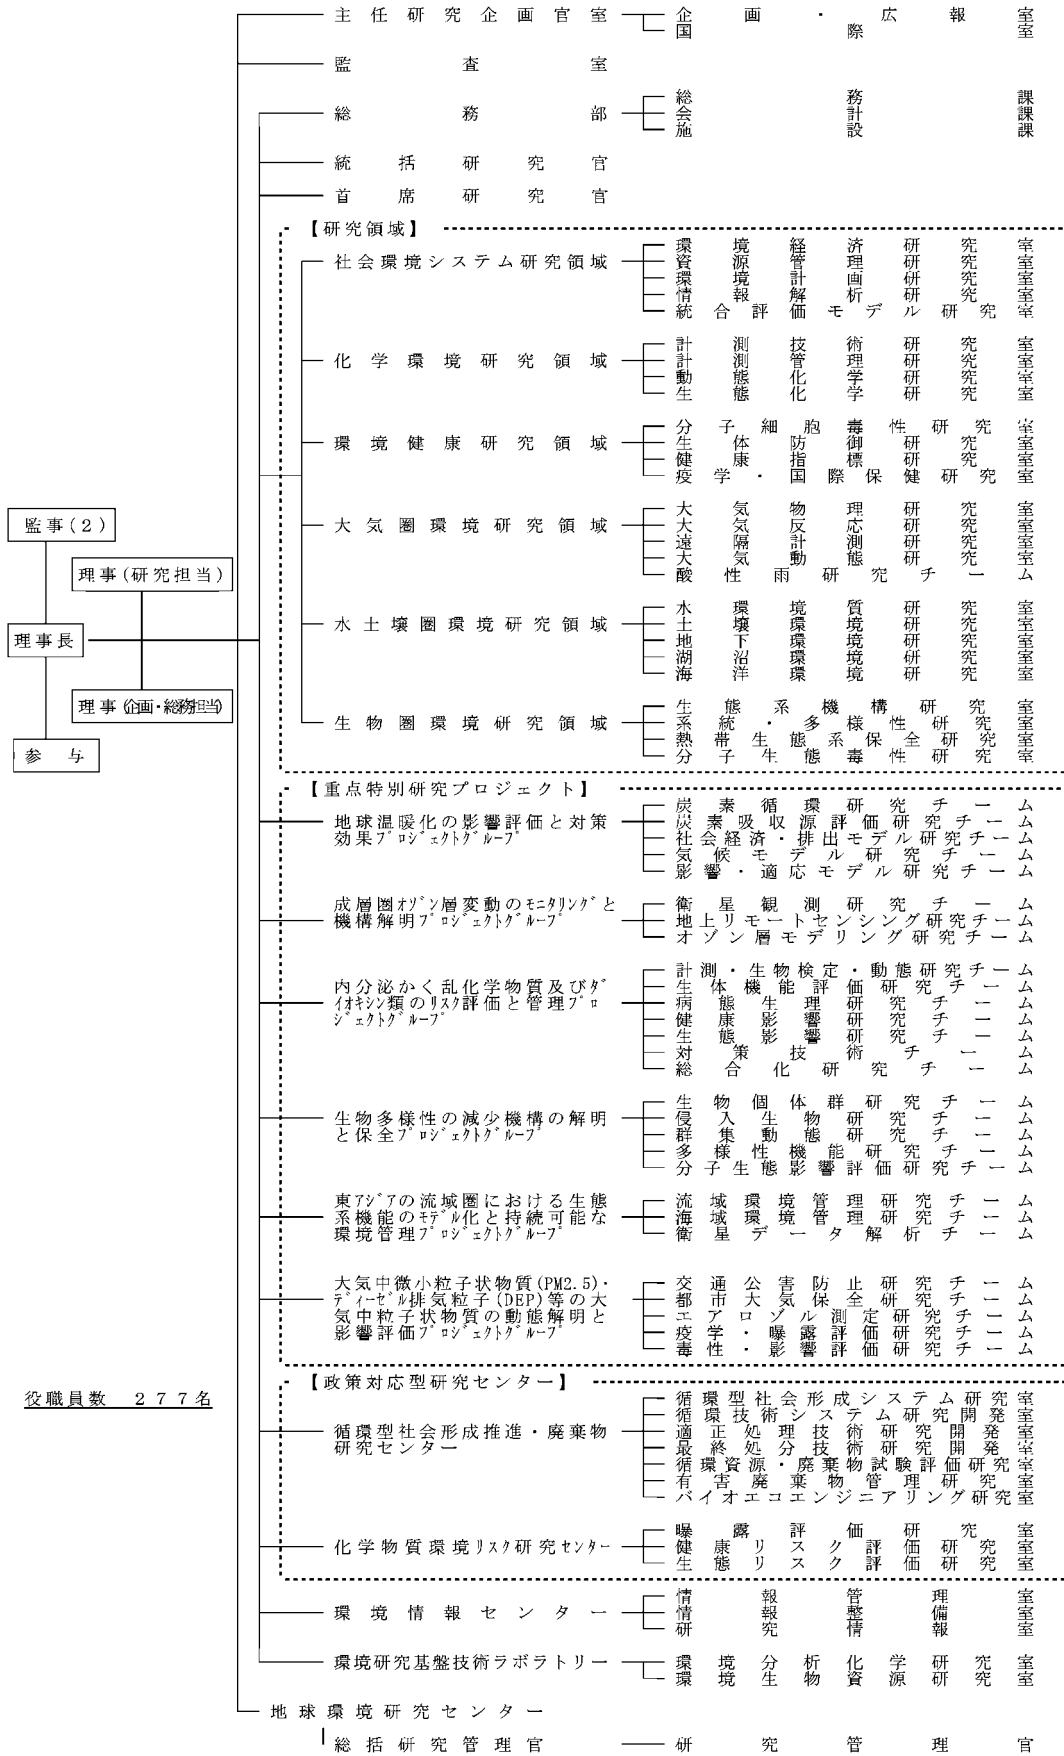 主任研究企画官室
企画・広報室
国際室
監査室
総務部
総務課
会計課
施設課
統括研究官
首席研究官
【研究領域】
社会環境システム研究領域
環境経済研究室
資源管理研究室
環境計画研究室
情報解析研究室
統合評価モデル研究室
化学環境研究領域
計測技術研究室
計測管理研究室
動態化学研究室
生態化学研究室
環境健康研究領域
分子細胞毒性研究室
生体防御研究室
健康指標研究室
疫学・国際保健研究室
大気圏環境研究領域
大気物理研究室
大気反応研究室
遠隔計測研究室
大気動態研究室
酸性雨研究チーム
水土壌圏環境研究領域
水環境質研究室
土壌環境研究室
地下環境研究室
湖沼環境研究室
海洋環境研究室
生物圏環境研究領域
生態系機構研究室
系統・多様性研究室
熱帯生態系保全研究室
分子生態毒性研究室
監事(2)
理事(研究担当)
理事長
理事(企画・総務担当)
参与
【重点特別研究プロジェクト】
地球温暖化の影響評価と対策
効果プロジェクトグループ
炭素循環研究チーム
炭素吸収源評価研究チーム
社会経済・排出モデル研究チーム
気候モデル研究チーム
影響・適応モデル研究チーム
成層圏オゾン層変動のモニタリングと
機構解明プロジェクトグループ
衛星観測研究チーム
地上リモートセンシング研究チーム
オゾン層モデリング研究チーム
内分泌かく乱化学物質及びダ
イオキシン類のリスク評価と管理プロ
ジェクトグループ
計測・生物検定・動態研究チーム
生体機能評価研究チーム
病態生理研究チーム
健康影響研究チーム
生態影響研究チーム
対策技術チーム
総合化研究チーム
生物多様性の減少機構の解明
と保全プロジェクトグループ
生物個体群研究チーム
侵入生物研究チーム
群集動態研究チーム
多様性機能研究チーム
分子生態影響評価研究チーム
東アジアの流域圏における生態
系機能のモデル化と持続可能な
環境管理プロジェクトグループ
流域環境管理研究チーム
海域環境管理研究チーム
衛星データ解析チーム
大気中微小粒子状物質(PM2.5)・
ディーゼル排気粒子(DEP)等の大
気中粒子状物質の動態解明と
影響評価プロジェクトグループ
交通公害防止研究チーム
都市大気保全研究チーム
エアロゾル測定研究チーム
疫学・曝露評価研究チーム
毒性・影響評価研究チーム
役職員数　277名
【政策対応型研究センター】
循環型社会形成推進・廃棄物
研究センター
循環型社会形成システム研究室
循環技術システム研究開発室
適正処理技術研究開発室
最終処分技術研究開発室
循環資源・廃棄物試験評価研究室
有害廃棄物管理研究室
バイオエコエンジニアリング研究室
化学物質環境リスク研究センター
曝露評価研究室
健康リスク評価研究室
生態リスク評価研究室
環境情報センター
情報管理室
情報整備室
研究情報室
環境研究基盤技術ラボラトリー
環境分析化学研究室
環境生物資源研究室
地球環境研究センター
総括研究管理官
研究管理官